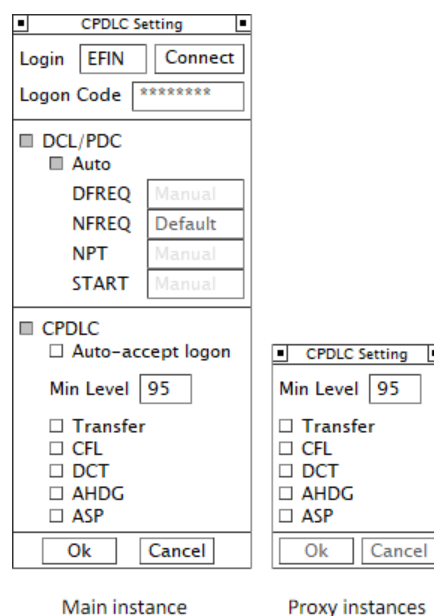 CPDLC Setting
Login EFIN Connect
Logon Code ********
DCL/PDC
Auto
DFREQ Manual
NFREQ Default
NPT Manual
START Manual
CPDLC
Auto-accept logon
Min Level 95
Transfer
CFL
DCT
AHDG
ASP
Ok Cancel
Main instance
CPDLC Setting
Min Level 95
Transfer
CFL
DCT
AHDG
ASP
Ok Cancel
Proxy instances